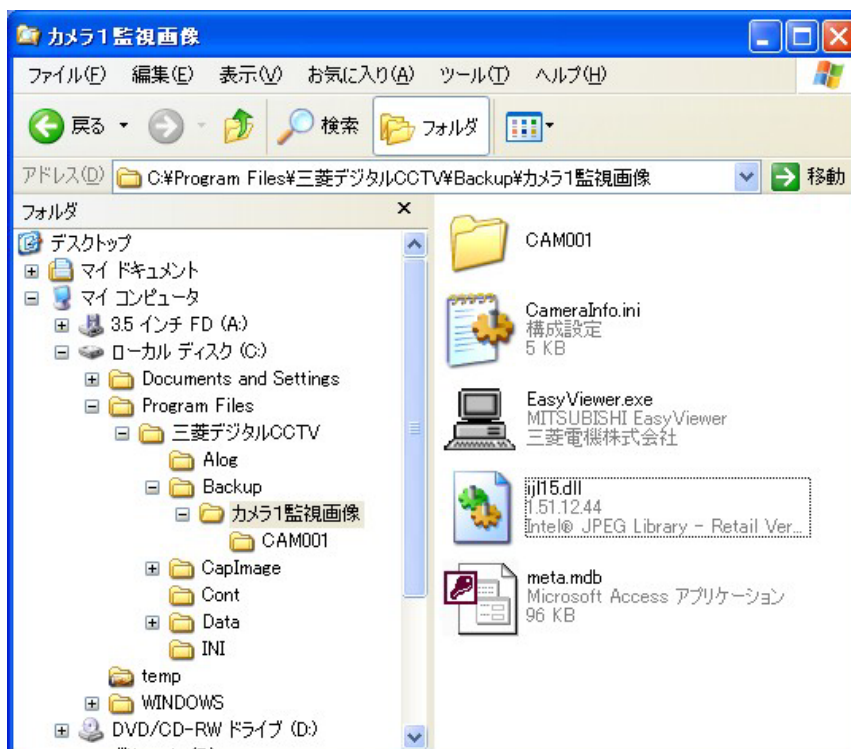 カメラ1監視画像
ファイル(F) 編集(E) 表示(V) お気に入り(A) ツール(T) ヘルプ(H)
戻る 検索 フォルダ
アドレス(D) C:¥Program Files¥三菱デジタルCCTV¥Backup¥カメラ1監視画像 移動
フォルダ
デスクトップ
マイ ドキュメント
マイ コンピュータ
3.5 インチ FD (A:)
ローカル ディスク (C:)
Documents and Settings
Program Files
三菱デジタルCCTV
Alog
Backup
カメラ1監視画像
CAM001
CapImage
Cont
Data
INI
temp
WINDOWS
DVD/CD-RW ドライブ (D:)
CAM001
CameraInfo.ini
構成設定
5 KB
EasyViewer.exe
MITSUBISHI EasyViewer
三菱電機株式会社
ijl15.dll
1.51.12.44
Intel® JPEG Library - Retail Ver...
meta.mdb
Microsoft Access アプリケーション
96 KB